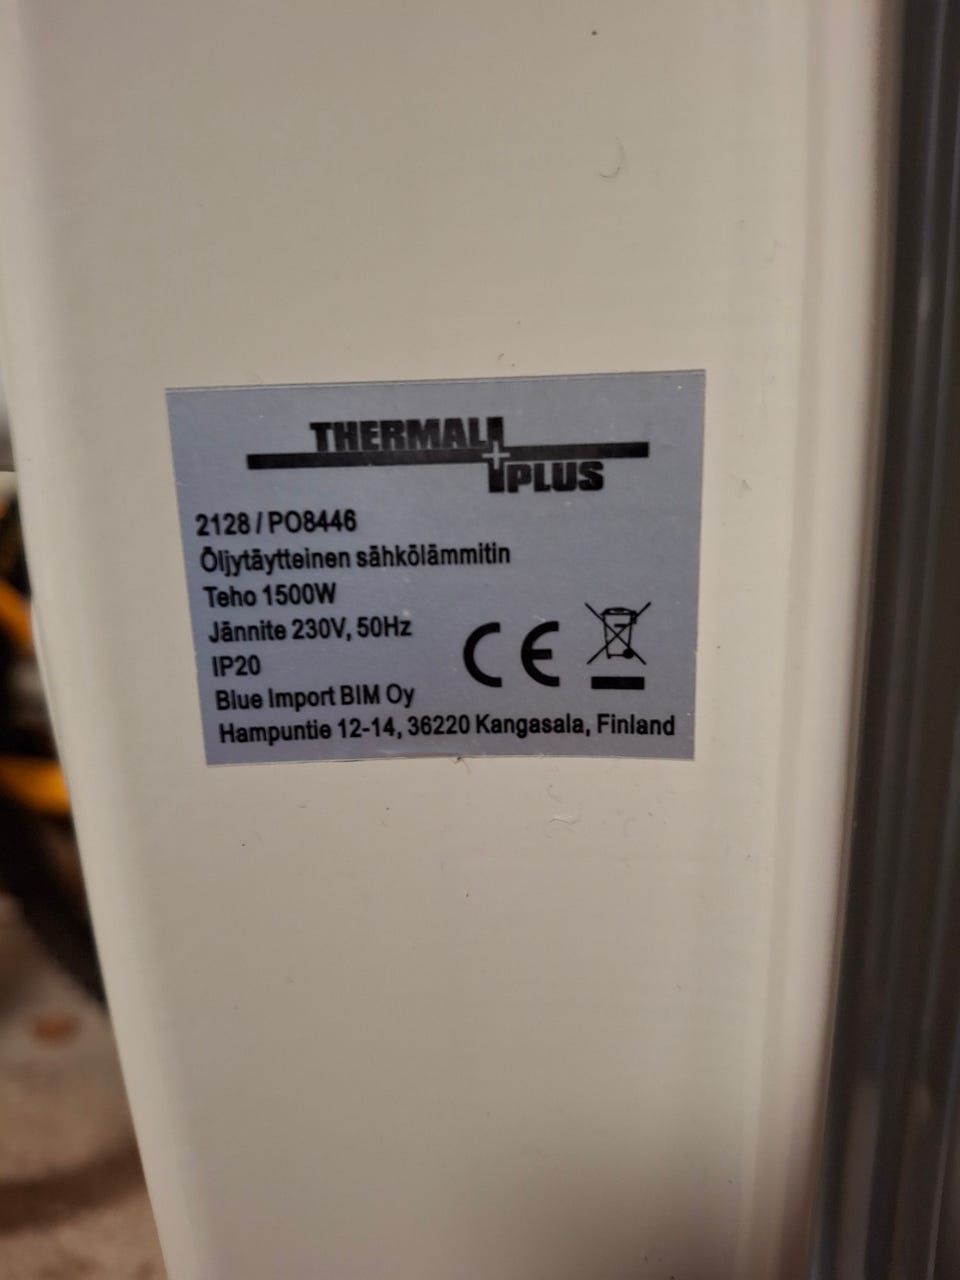 THERMAL
PLUS
2128 / PO8446
Öljytäytteinen sähkölämmitin
Teho 1500W
Jännite 230V, 50Hz
IP20
CE
Blue Import BIM Oy
Hampuntie 12-14, 36220 Kangasala, Finland